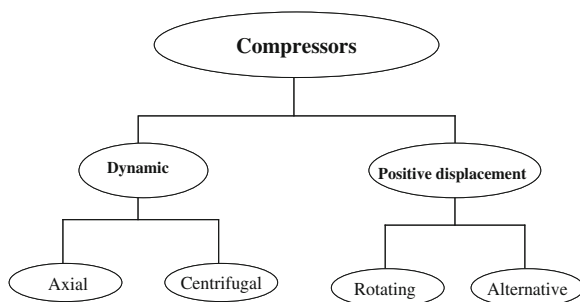 Compressors
Dynamic
Positive displacement
Axial
Centrifugal
Rotating
Alternative